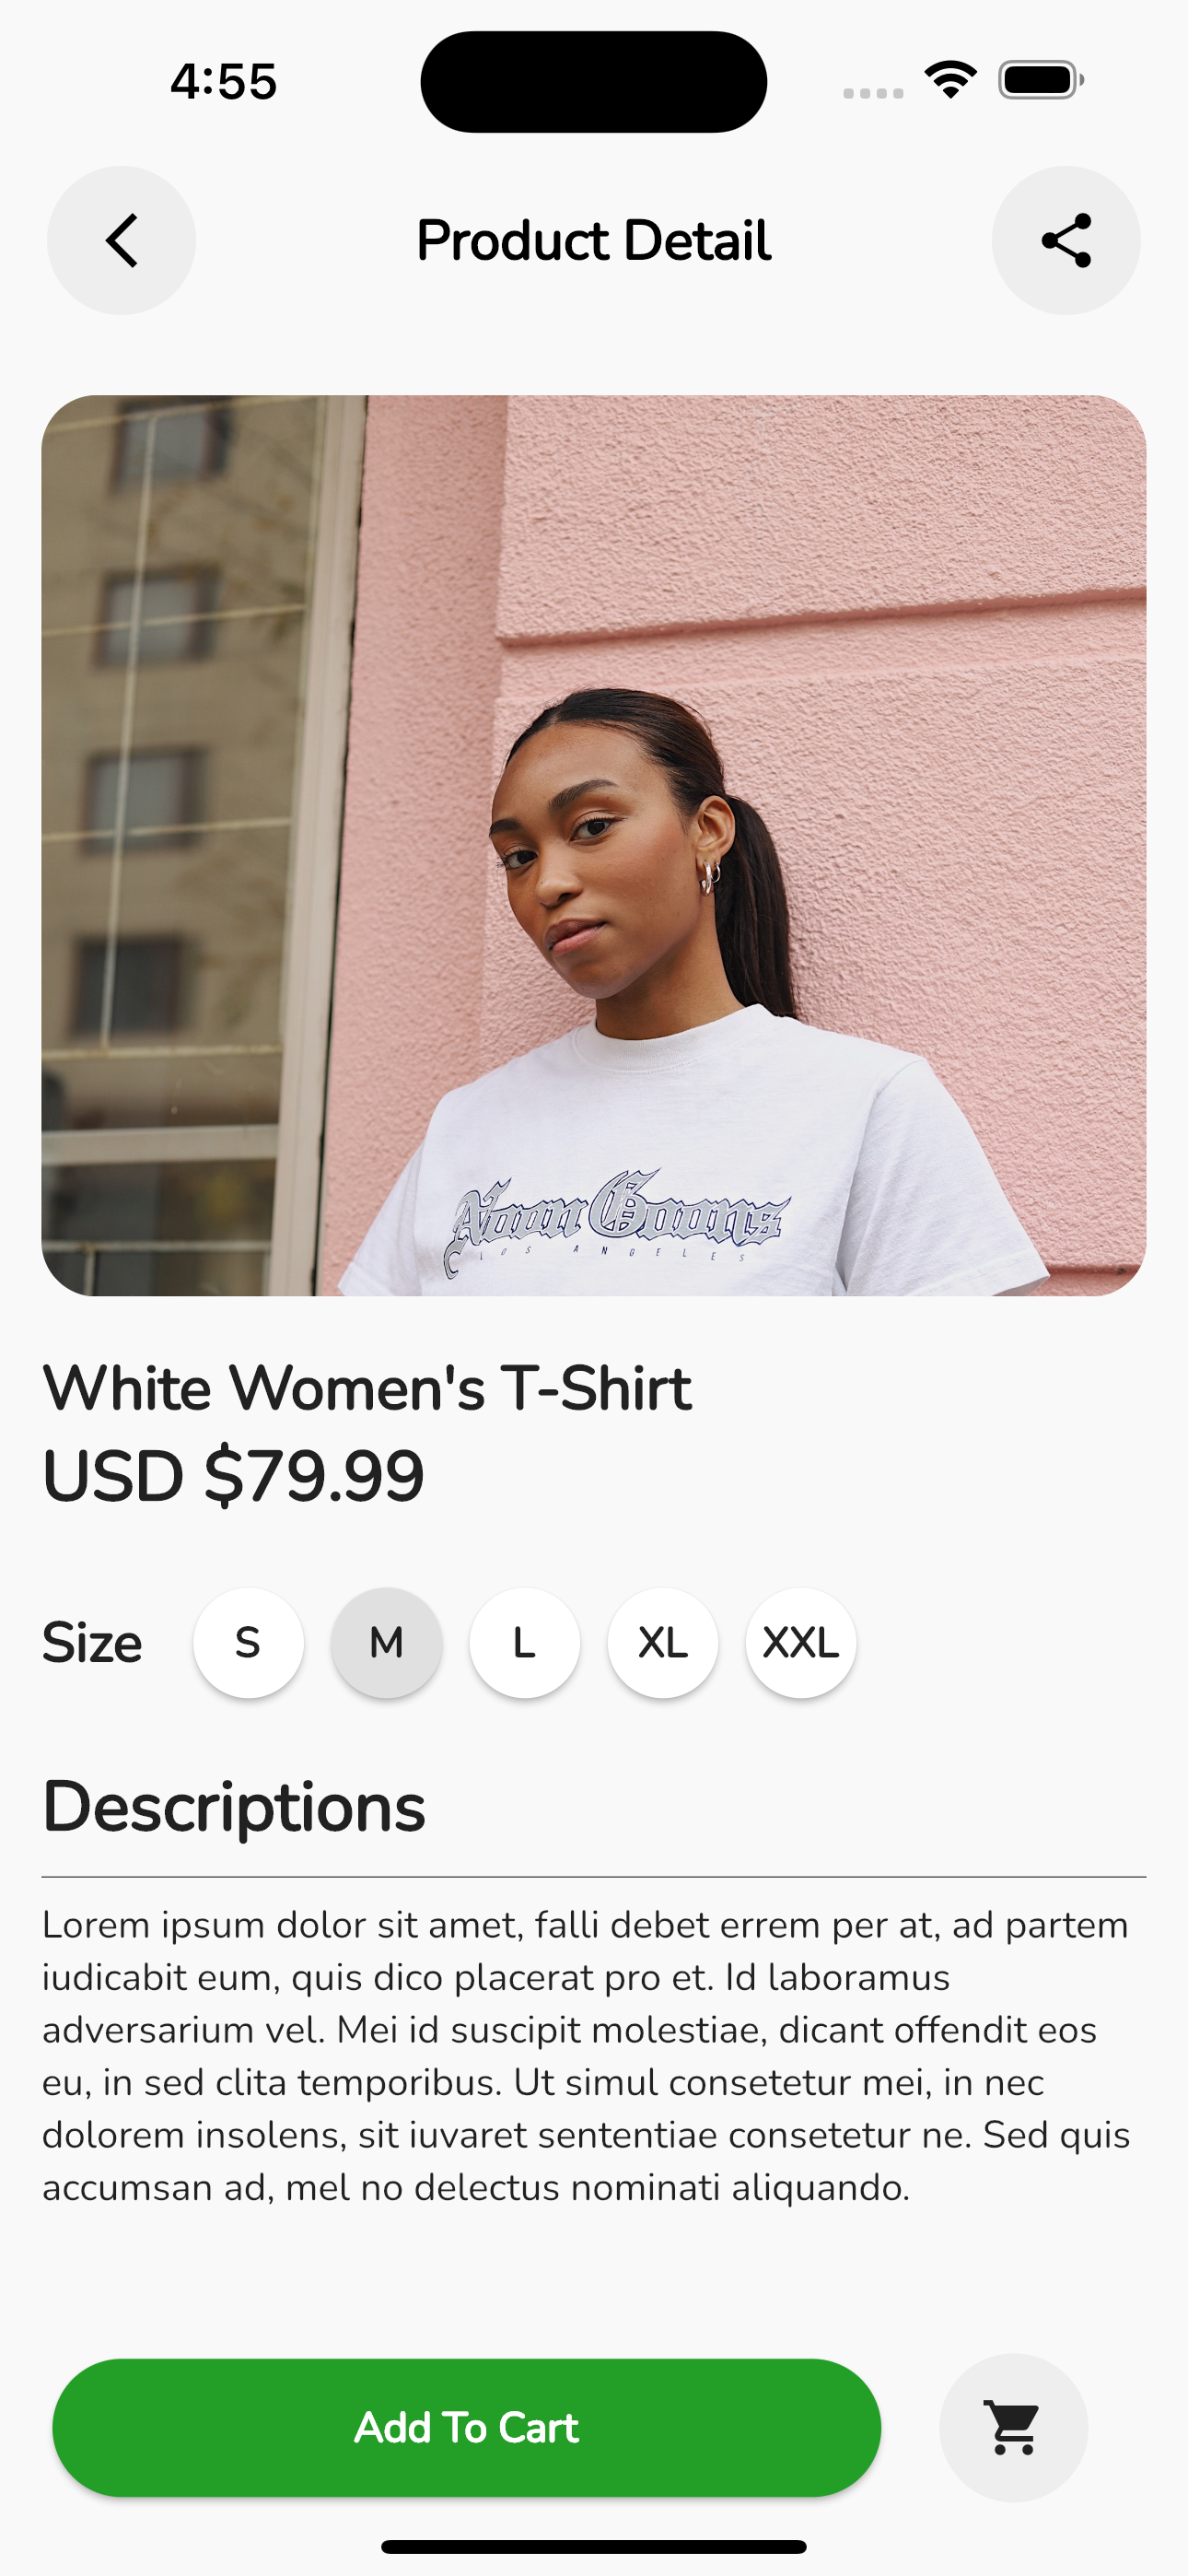 4:55
Product Detail
Noon Goons
LOS ANGELES
White Women's T-Shirt
USD $79.99
Size S M L XL XXL
Descriptions
Lorem ipsum dolor sit amet, falli debet errem per at, ad partem
iudicabit eum, quis dico placerat pro et. Id laboramus
adversarium vel. Mei id suscipit molestiae, dicant offendit eos
eu, in sed clita temporibus. Ut simul consetetur mei, in nec
dolorem insolens, sit iuvaret sententiae consetetur ne. Sed quis
accumsan ad, mel no delectus nominati aliquando.
Add To Cart